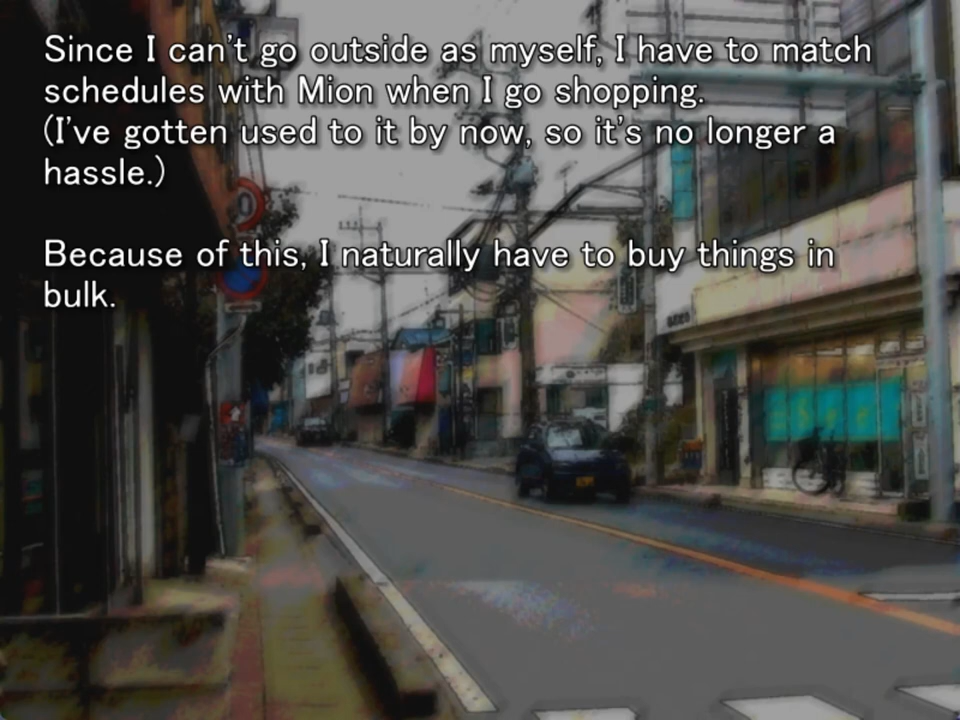 Since I can't go outside as myself, I have to match
schedules with Mion when I go shopping.
(I've gotten used to it by now, so it's no longer a
hassle.)
Because of this, I naturally have to buy things in
bulk.